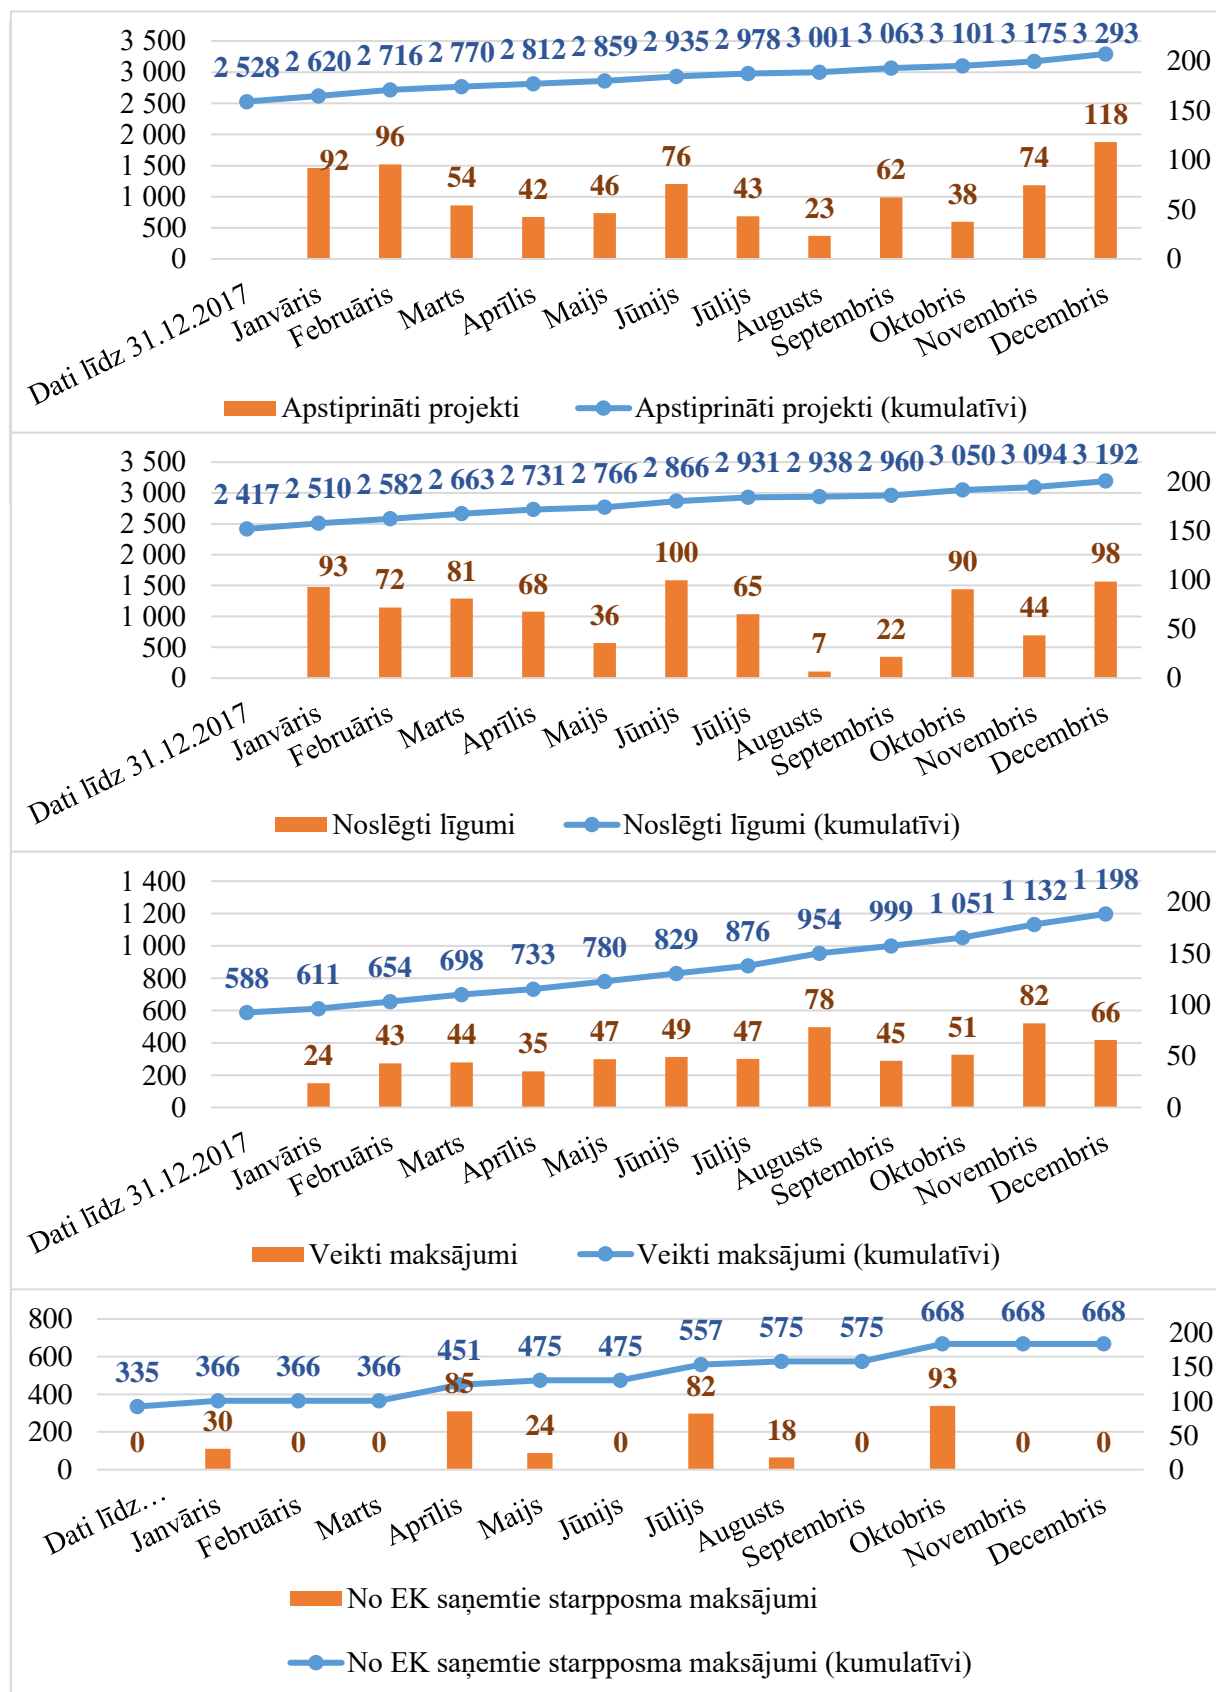 2 528 2 620 2 716 2 770 2 812 2 859 2 935 2 978 3 001 3 063 3 101 3 175 3 293
3 500
3 000
2 500
2 000
1 500
1 000
500
0
92 96 54 42 46 76 43 23 62 38 74 118
200
150
100
50
0
Dati līdz 31.12.2017 Janvāris Februāris Marts Aprīlis Maijs Jūnijs Jūlijs Augusts Septembris Oktobris Novembris Decembris
Apstiprināti projekti Apstiprināti projekti (kumulatīvi)
2 417 2 510 2 582 2 663 2 731 2 766 2 866 2 931 2 938 2 960 3 050 3 094 3 192
3 500
3 000
2 500
2 000
1 500
1 000
500
0
93 72 81 68 36 100 65 7 22 90 44 98
200
150
100
50
0
Dati līdz 31.12.2017 Janvāris Februāris Marts Aprīlis Maijs Jūnijs Jūlijs Augusts Septembris Oktobris Novembris Decembris
Noslēgti līgumi Noslēgti līgumi (kumulatīvi)
588 611 654 698 733 780 829 876 954 999 1 051 1 132 1 198
1 400
1 200
1 000
800
600
400
200
0
24 43 44 35 47 49 47 78 45 51 82 66
200
150
100
50
0
Dati līdz 31.12.2017 Janvāris Februāris Marts Aprīlis Maijs Jūnijs Jūlijs Augusts Septembris Oktobris Novembris Decembris
Veikti maksājumi Veikti maksājumi (kumulatīvi)
335 366 366 366 451 475 475 557 575 575 668 668 668
800
600
400
200
0
0 30 0 0 85 24 0 82 18 0 93 0 0
200
150
100
50
0
Dati līdz… Janvāris Februāris Marts Aprīlis Maijs Jūnijs Jūlijs Augusts Septembris Oktobris Novembris Decembris
No EK saņemtie starpposma maksājumi
No EK saņemtie starpposma maksājumi (kumulatīvi)